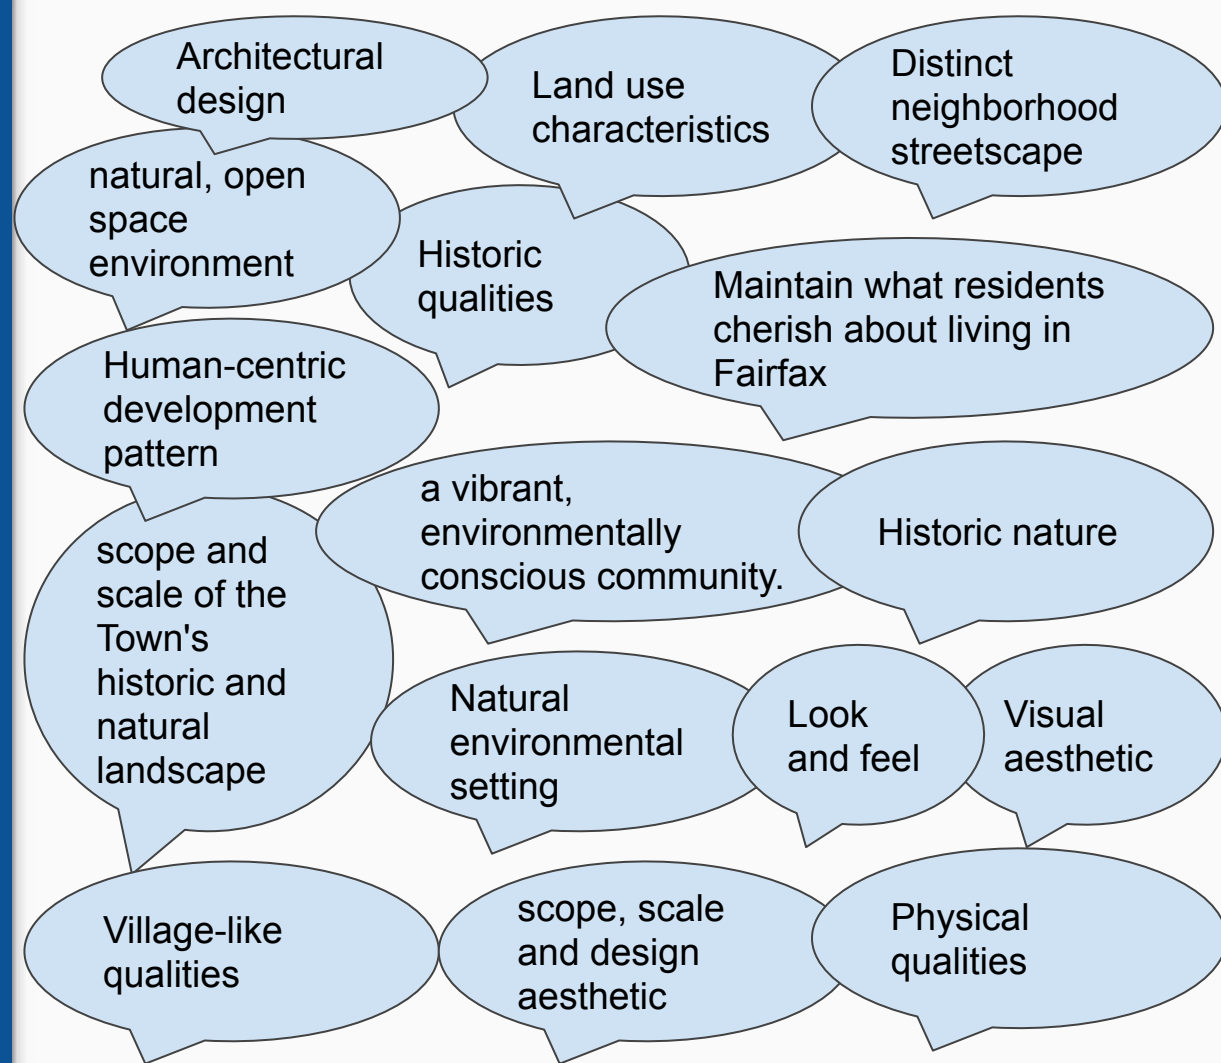 Architectural
design
Land use
characteristics
Distinct
neighborhood
streetscape
natural, open
space
environment
Historic
qualities
Maintain what residents
cherish about living in
Fairfax
Human-centric
development
pattern
a vibrant,
environmentally
conscious community.
Historic nature
scope and
scale of the
Town's
historic and
natural
landscape
Natural
environmental
setting
Look
and feel
Visual
aesthetic
Village-like
qualities
scope, scale
and design
aesthetic
Physical
qualities